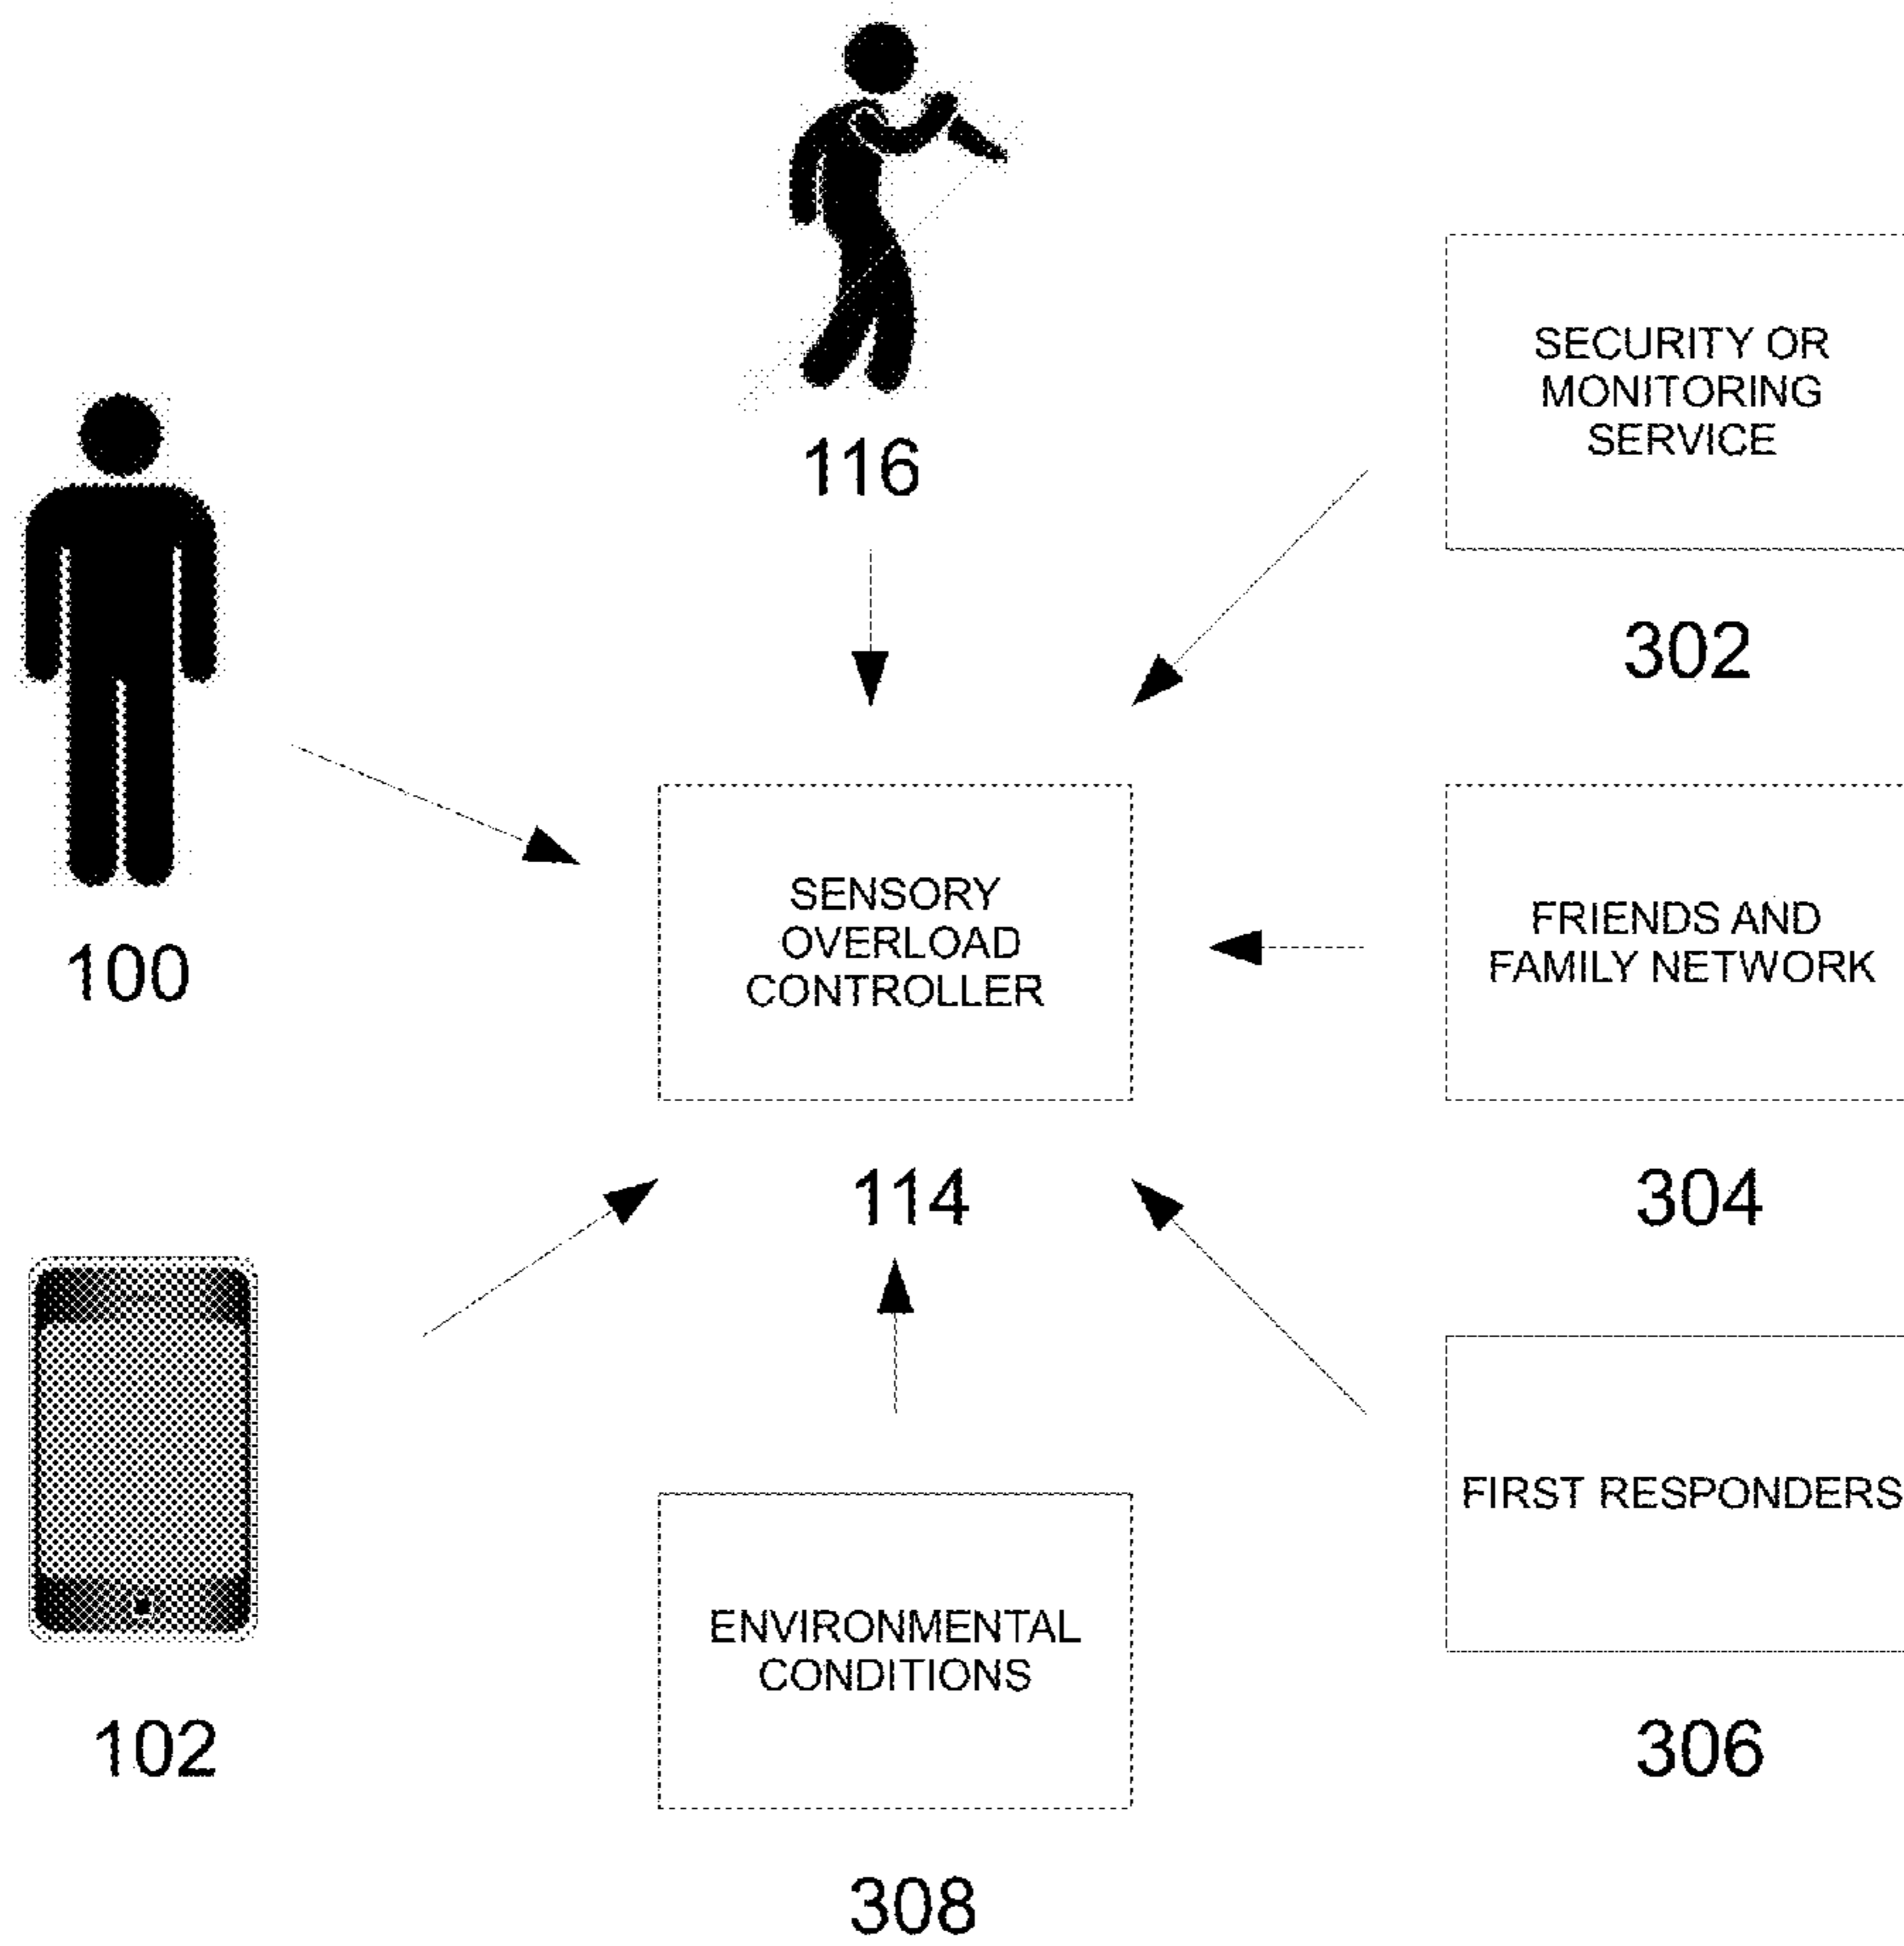 116
SECURITY OR
MONITORING
SERVICE
302
100
SENSORY
OVERLOAD
CONTROLLER
114
FRIENDS AND
FAMILY NETWORK
304
102
ENVIRONMENTAL
CONDITIONS
308
FIRST RESPONDERS
306